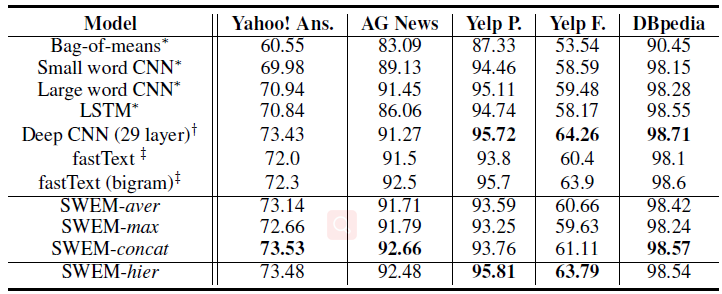 Model Yahoo! Ans. AG News Yelp P. Yelp F. DBpedia
Bag-of-means* 60.55 83.09 87.33 53.54 90.45
Small word CNN* 69.98 89.13 94.46 58.59 98.15
Large word CNN* 70.94 91.45 95.11 59.48 98.28
LSTM* 70.84 86.06 94.74 58.17 98.55
Deep CNN (29 layer)† 73.43 91.27 95.72 64.26 98.71
fastText ‡ 72.0 91.5 93.8 60.4 98.1
fastText (bigram)‡ 72.3 92.5 95.7 63.9 98.6
SWEM-aver 73.14 91.71 93.59 60.66 98.42
SWEM-max 72.66 91.79 93.25 59.63 98.24
SWEM-concat 73.53 92.66 93.76 61.11 98.57
SWEM-hier 73.48 92.48 95.81 63.79 98.54